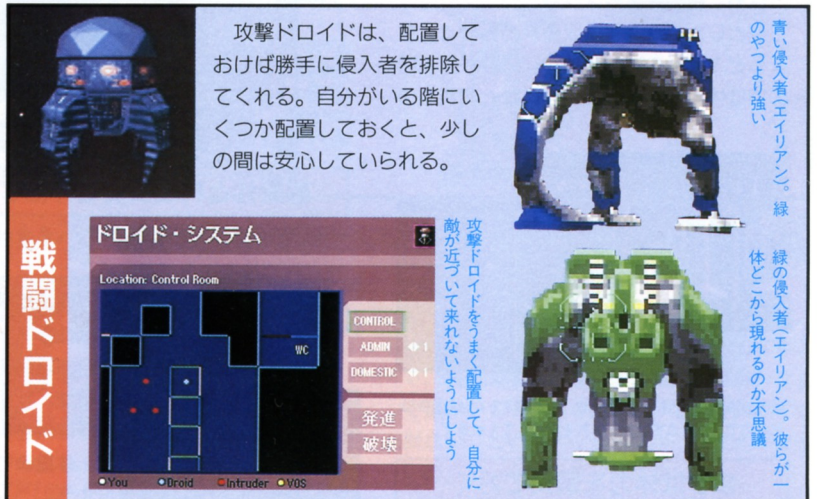 攻撃ドロイドは、配置して
おけば勝手に侵入者を排除し
てくれる。自分がいる階にい
くつか配置しておくと、少し
の間は安心していられる。
青い侵入者(エイリアン)。緑
のやつより強い
戦闘ドロイド
ドロイド・システム
Location: Control Room
WC
CONTROL
ADMIN 1
DOMESTIC 1
発進
破壊
You Droid Intruder VOS
攻撃ドロイドをうまく配置して、自分に
敵が近づいて来れないようにしよう
緑の侵入者(エイリアン)。彼らが一
体どこから現れるのか不思議